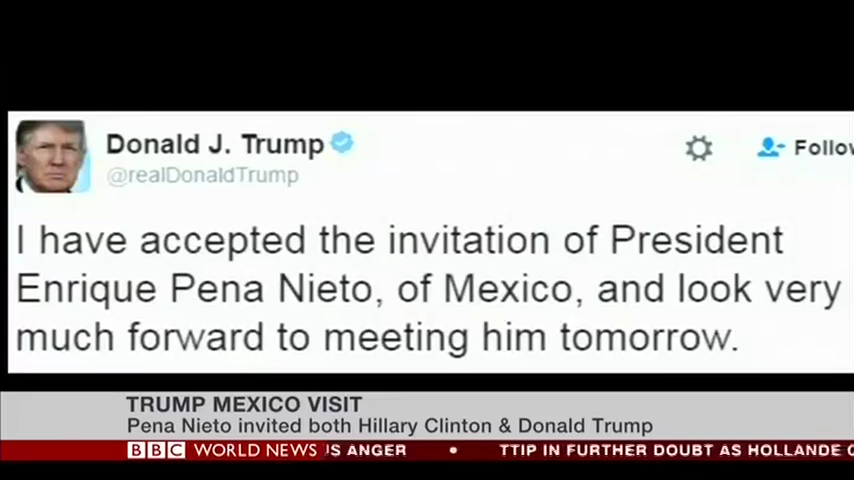 Donald J. Trump
@realDonaldTrump
Follow
I have accepted the invitation of President
Enrique Pena Nieto, of Mexico, and look very
much forward to meeting him tomorrow.
TRUMP MEXICO VISIT
Pena Nieto invited both Hillary Clinton & Donald Trump
BBC WORLD NEWS IS ANGER • TTIP IN FURTHER DOUBT AS HOLLANDE